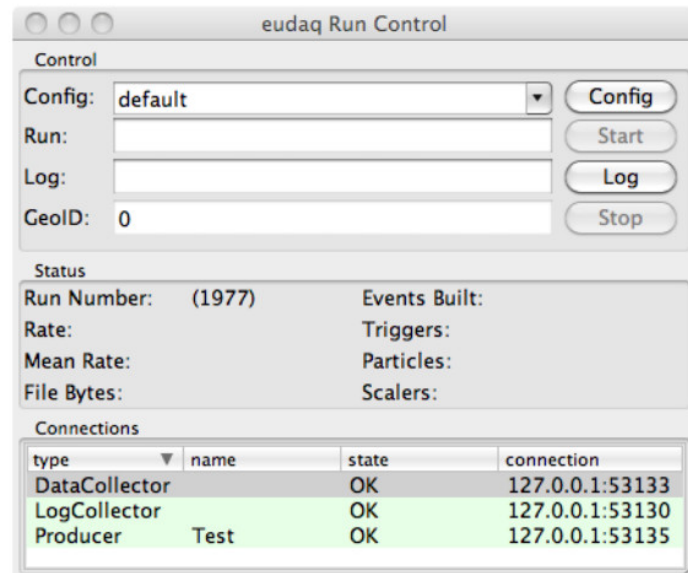 eudaq Run Control
Control
Config: default Config
Run: Start
Log: Log
GeoID: 0 Stop
Status
Run Number: (1977) Events Built:
Rate: Triggers:
Mean Rate: Particles:
File Bytes: Scalers:
Connections
type name state connection
DataCollector OK 127.0.0.1:53133
LogCollector OK 127.0.0.1:53130
Producer Test OK 127.0.0.1:53135